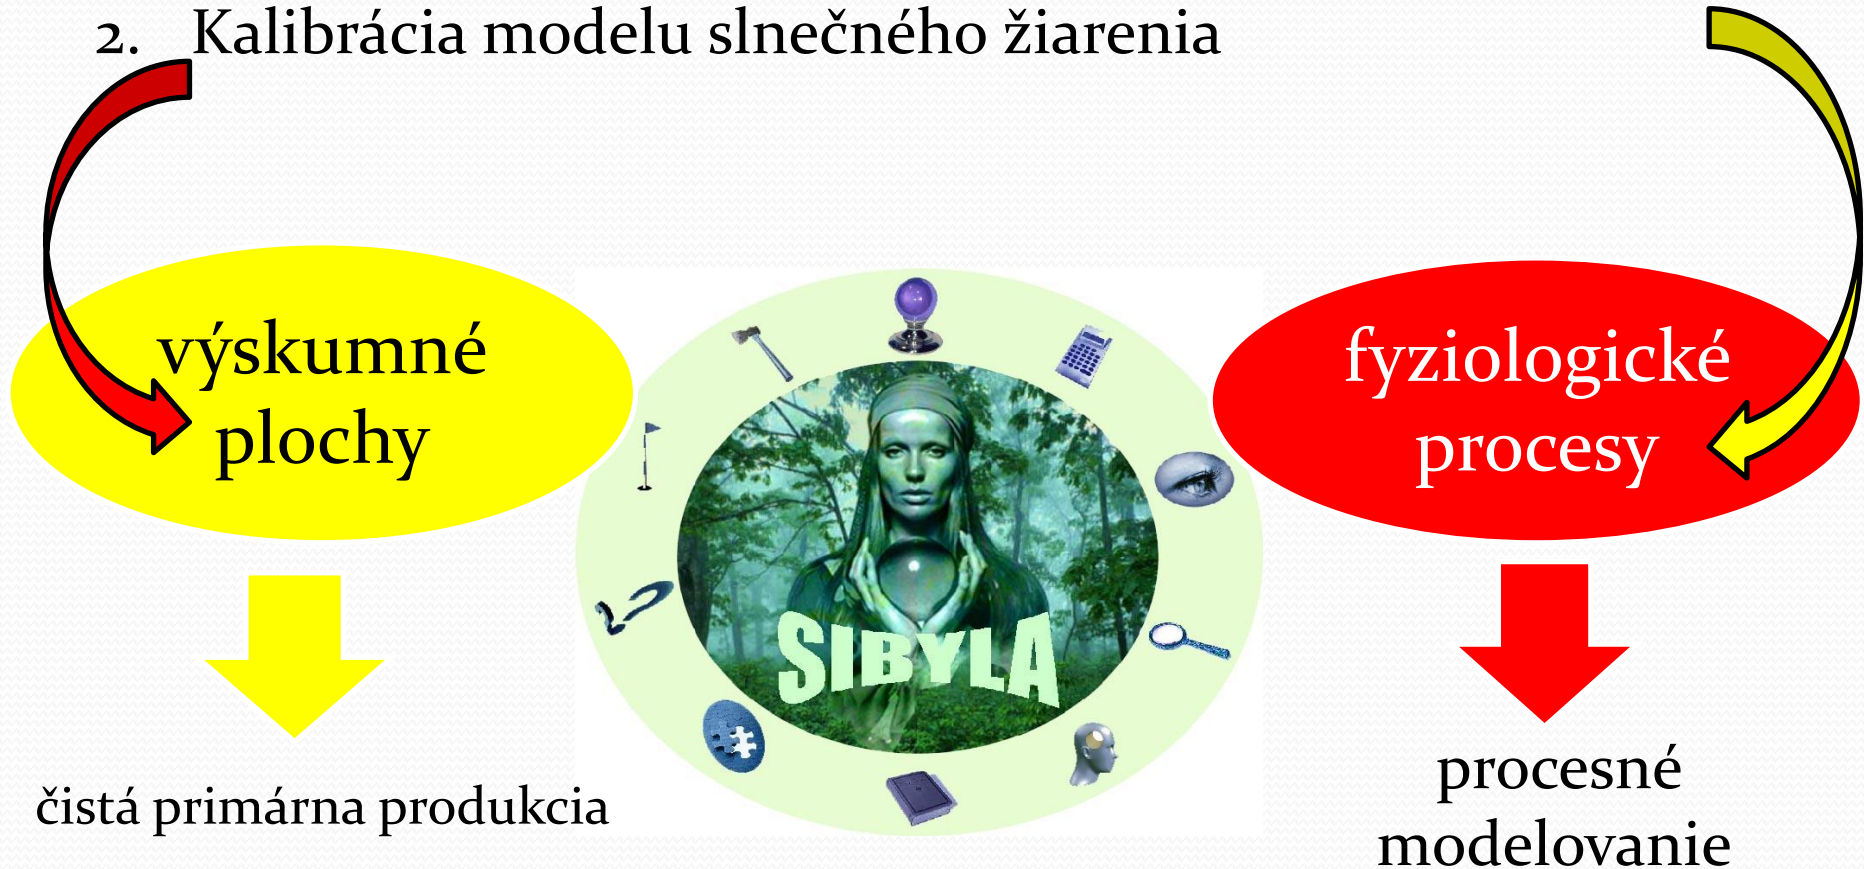 2. Kalibrácia modelu slnečného žiarenia
výskumné
plochy
fyziologické
procesy
SIBYLA
čistá primárna produkcia
procesné
modelovanie